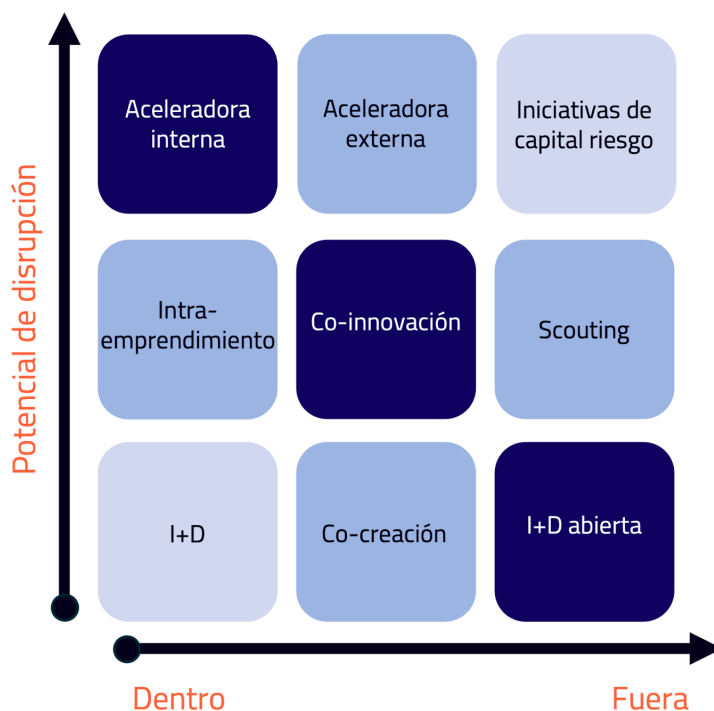 Potencial de disrupción
Aceleradora
interna
Aceleradora
externa
Iniciativas de
capital riesgo
Intra-
emprendimiento
Co-innovación
Scouting
I+D
Co-creación
I+D abierta
Dentro
Fuera